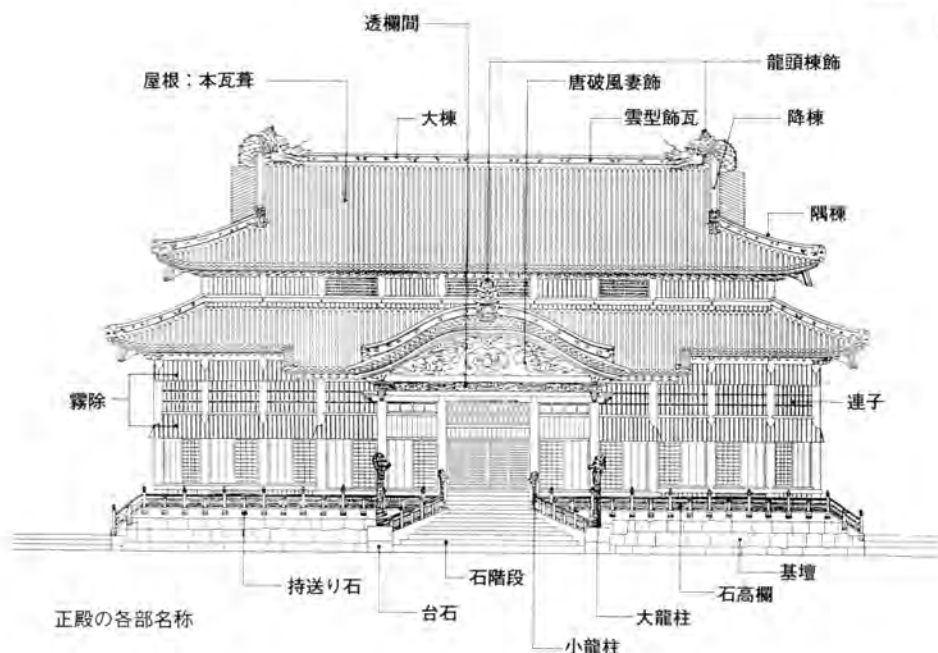 透欄間
龍頭棟飾
屋根：本瓦葺
唐破風妻飾
大棟
雲型飾瓦
降棟
隅棟
霧除
連子
持送り石
石階段
基壇
石高欄
台石
大龍柱
小龍柱
正殿の各部名称